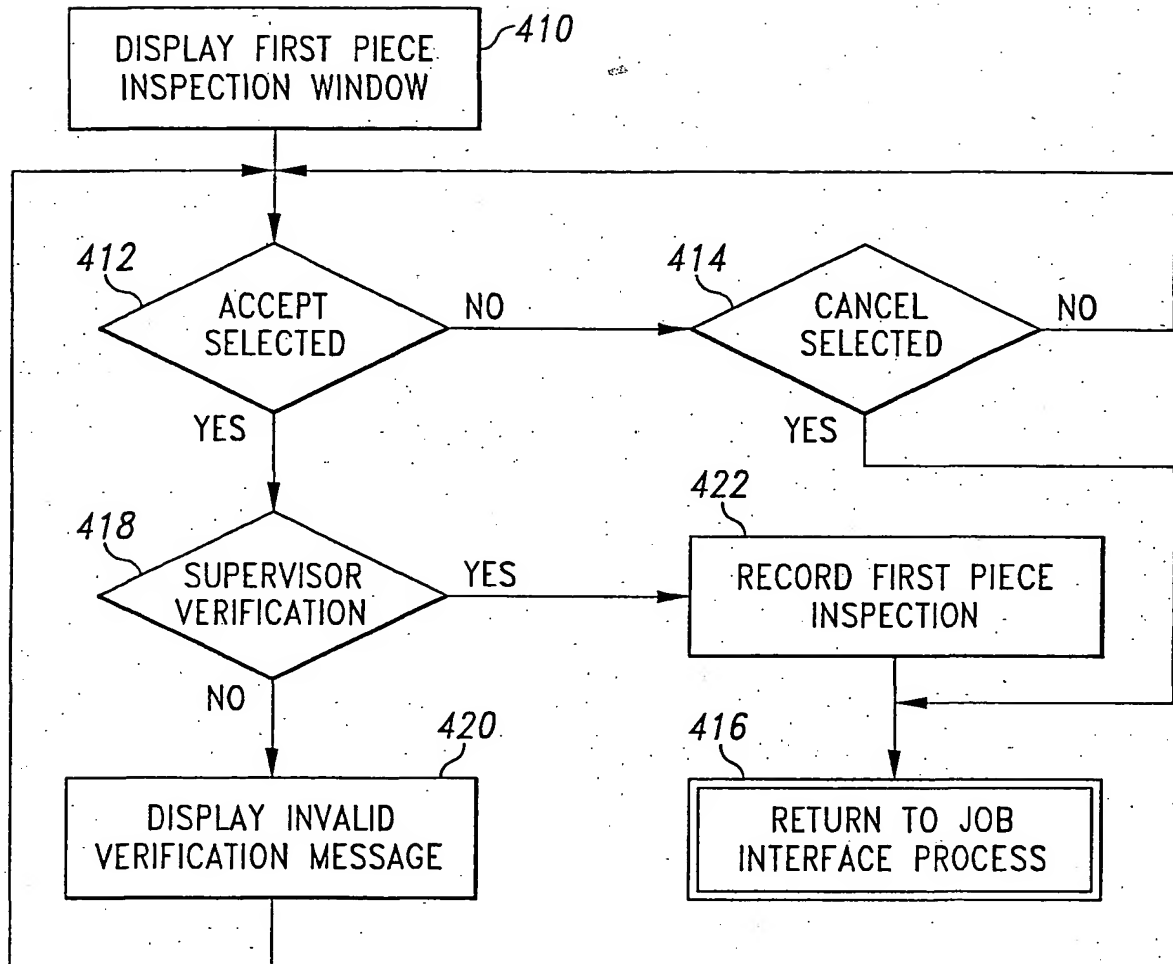 410
DISPLAY FIRST PIECE
INSPECTION WINDOW
412
ACCEPT
SELECTED
NO
YES
414
CANCEL
SELECTED
NO
YES
418
SUPERVISOR
VERIFICATION
YES
NO
422
RECORD FIRST PIECE
INSPECTION
420
DISPLAY INVALID
VERIFICATION MESSAGE
416
RETURN TO JOB
INTERFACE PROCESS